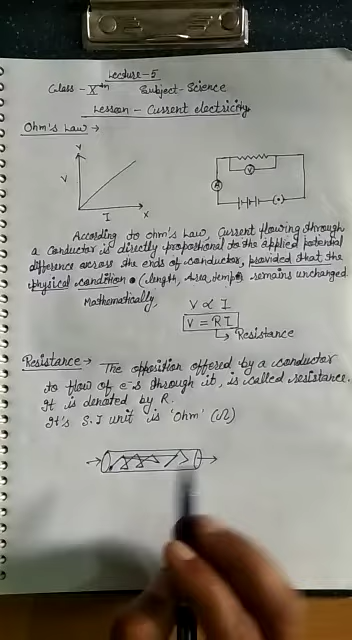 Lecture-5
Class - Xth Subject-Science
Lesson - Current electricity
Ohm's Law →
Y
V
V
A
I X
According to ohm's Law, Current flowing through
a conductor is directly proportional to the applied potential
difference across the ends of conductor, provided that the
physical condition (length, Area, temp) remains unchanged.
Mathematically, V ∝ I
V = RI
Resistance
Resistance → The opposition offered by a conductor
to flow of e-s through it, is called resistance.
It is denoted by R.
It's S.I unit is 'Ohm' (Ω)